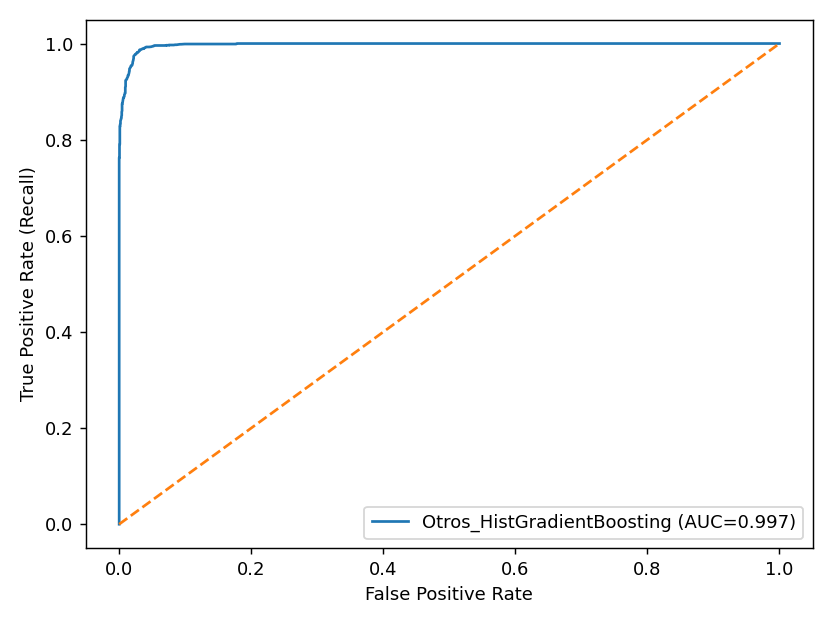 1.0
0.8
0.6
0.4
0.2
0.0
True Positive Rate (Recall)
Otros_HistGradientBoosting (AUC=0.997)
0.0 0.2 0.4 0.6 0.8 1.0
False Positive Rate